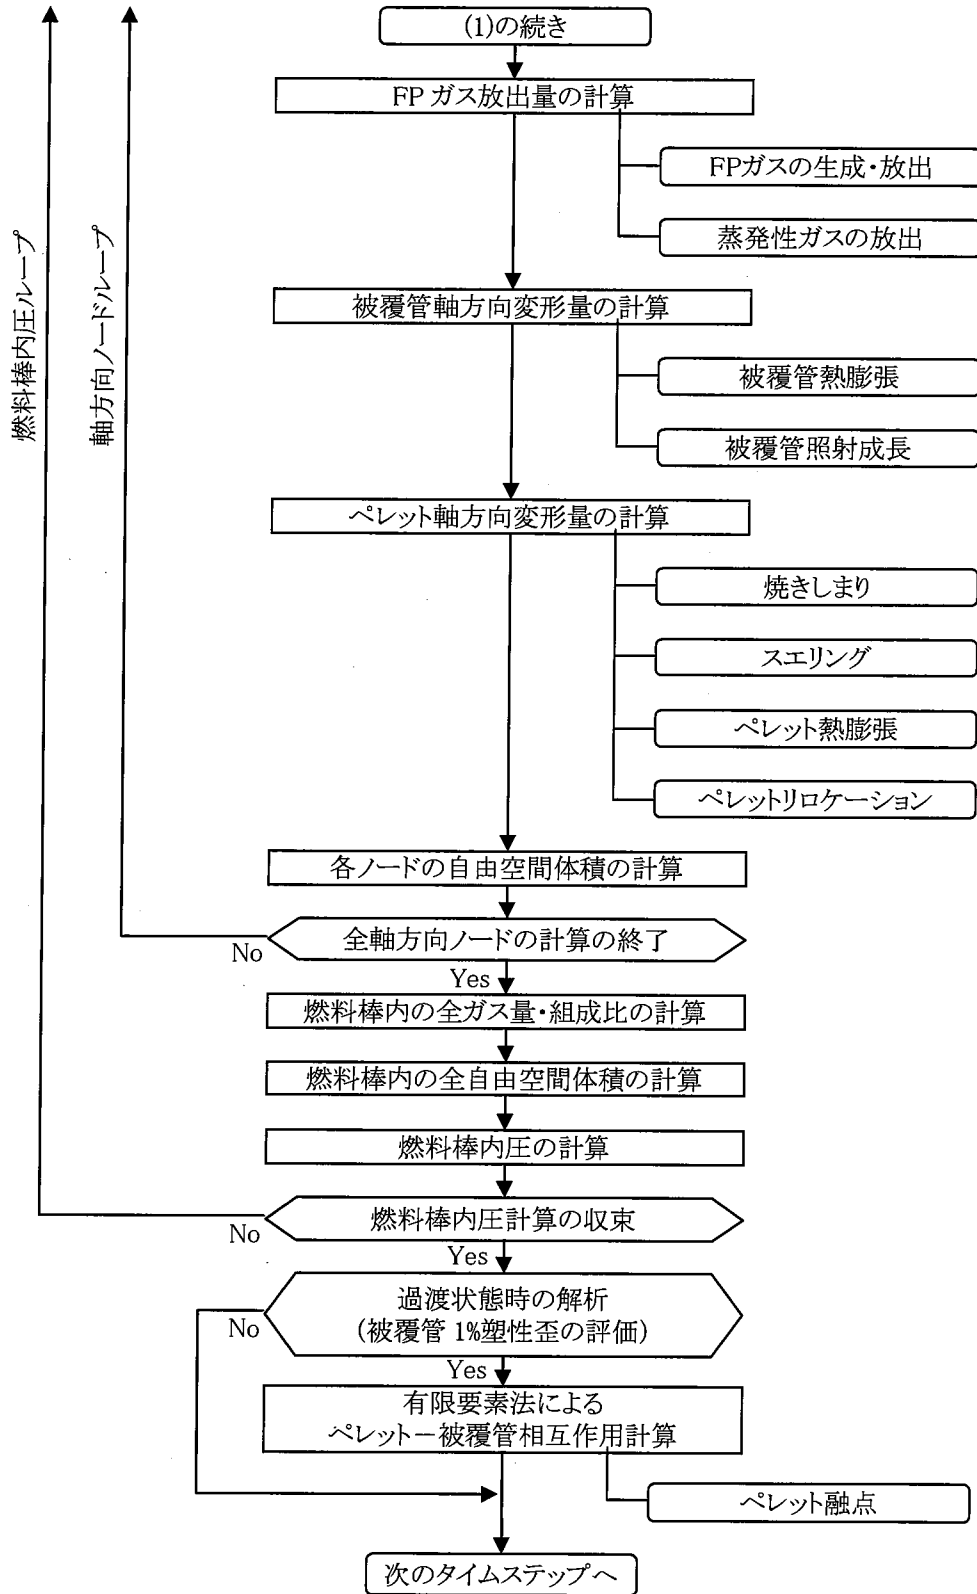 (1)の続き
FP ガス放出量の計算
FPガスの生成・放出
蒸発性ガスの放出
燃料棒内圧ループ
軸方向ノードループ
被覆管軸方向変形量の計算
被覆管熱膨張
被覆管照射成長
ペレット軸方向変形量の計算
焼きしまり
スエリング
ペレット熱膨張
ペレットリロケーション
各ノードの自由空間体積の計算
全軸方向ノードの計算の終了
No
Yes
燃料棒内の全ガス量・組成比の計算
燃料棒内の全自由空間体積の計算
燃料棒内圧の計算
燃料棒内圧計算の収束
No
Yes
過渡状態時の解析
(被覆管 1%塑性歪の評価)
No
Yes
有限要素法による
ペレット－被覆管相互作用計算
ペレット融点
次のタイムステップへ